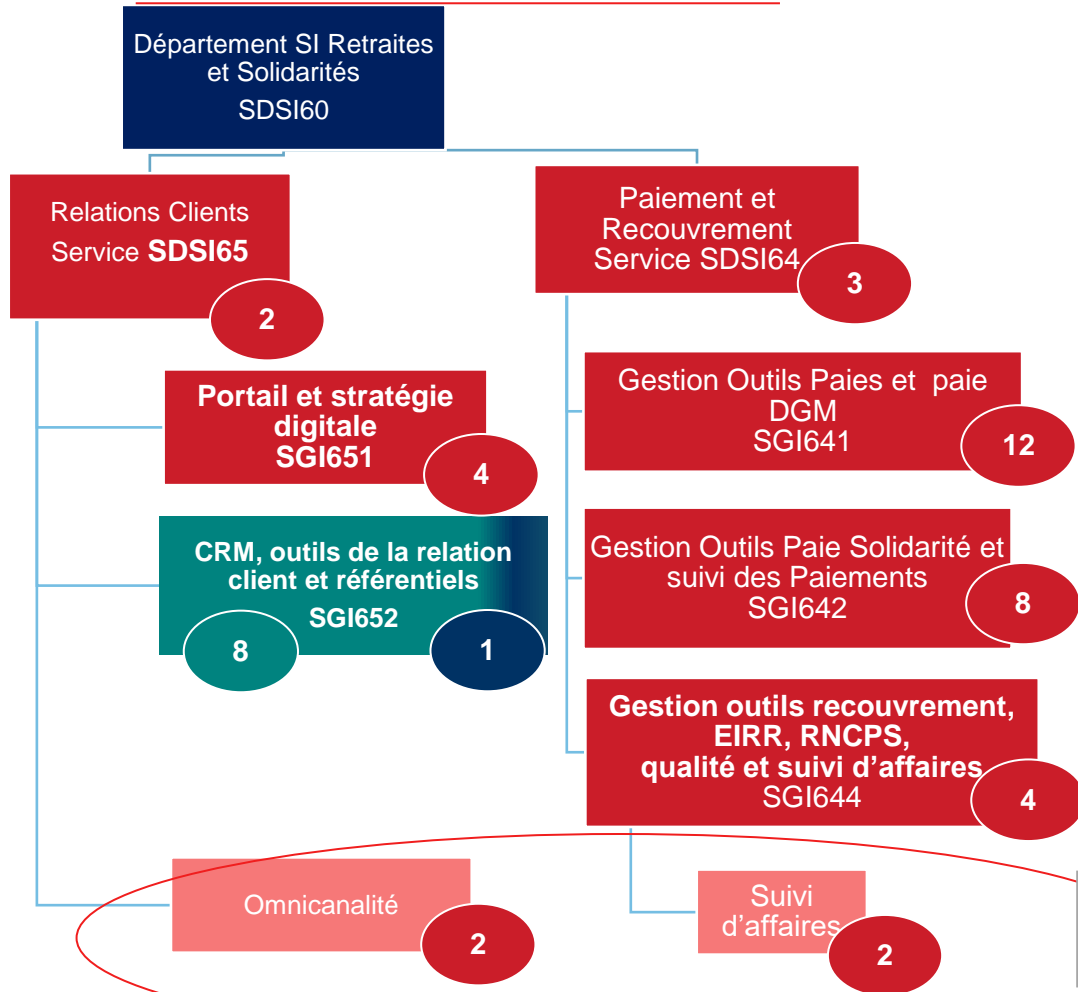 Département SI Retraites
et Solidarités
SDSI60
Relations Clients
Service SDSI65
2
Paiement et
Recouvrement
Service SDSI64
3
Portail et stratégie
digitale
SGI651
4
Gestion Outils Paies et paie
DGM
SGI641
12
CRM, outils de la relation
client et référentiels
SGI652
8
1
Gestion Outils Paie Solidarité et
suivi des Paiements
SGI642
8
Gestion outils recouvrement,
EIRR, RNCPS,
qualité et suivi d’affaires
SGI644
4
Omnicanalité
2
Suivi
d’affaires
2